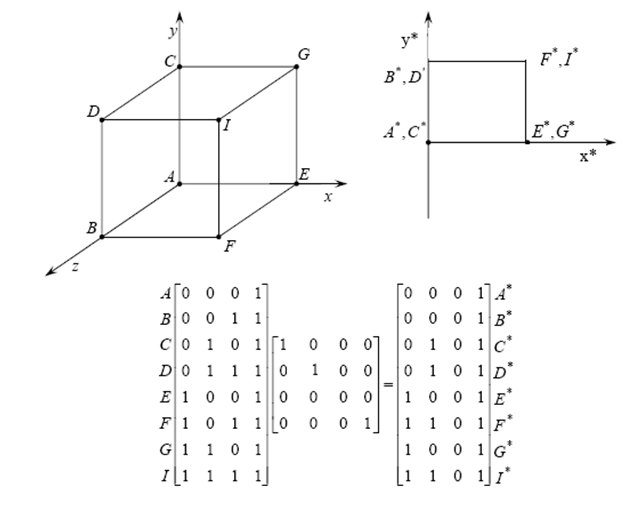 y
C
G
D
I
A
E
x
B
F
z
y*
F*,I*
B*,D*
A*,C*
E*,G*
x*
A [0 0 0 1] [0 0 0 1] A*
B [0 0 1 1] [0 0 0 1] B*
C [0 1 0 1] [1 0 0 0] [0 1 0 1] C*
D [0 1 1 1] [0 1 0 0] = [0 1 0 1] D*
E [1 0 0 1] [0 0 0 0] [1 0 0 1] E*
F [1 0 1 1] [0 0 0 1] [1 1 0 1] F*
G [1 1 0 1] [1 0 0 1] G*
I [1 1 1 1] [1 1 0 1] I*